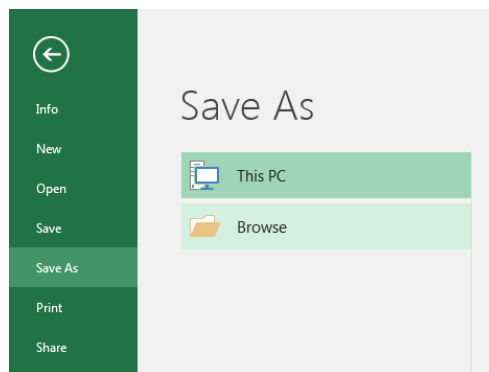 Info
New
Open
Save
Save As
Print
Share
Save As
This PC
Browse